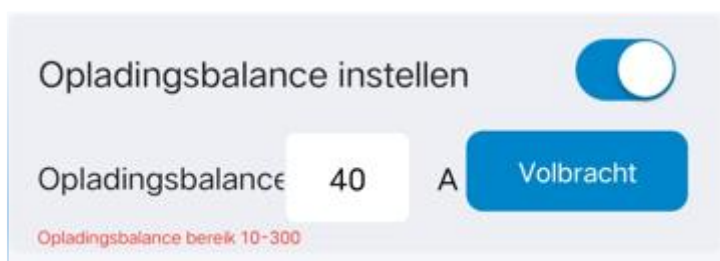 Opladingsbalance instellen
Opladingsbalance 40 A Volbracht
Opladingsbalance bereik 10-300